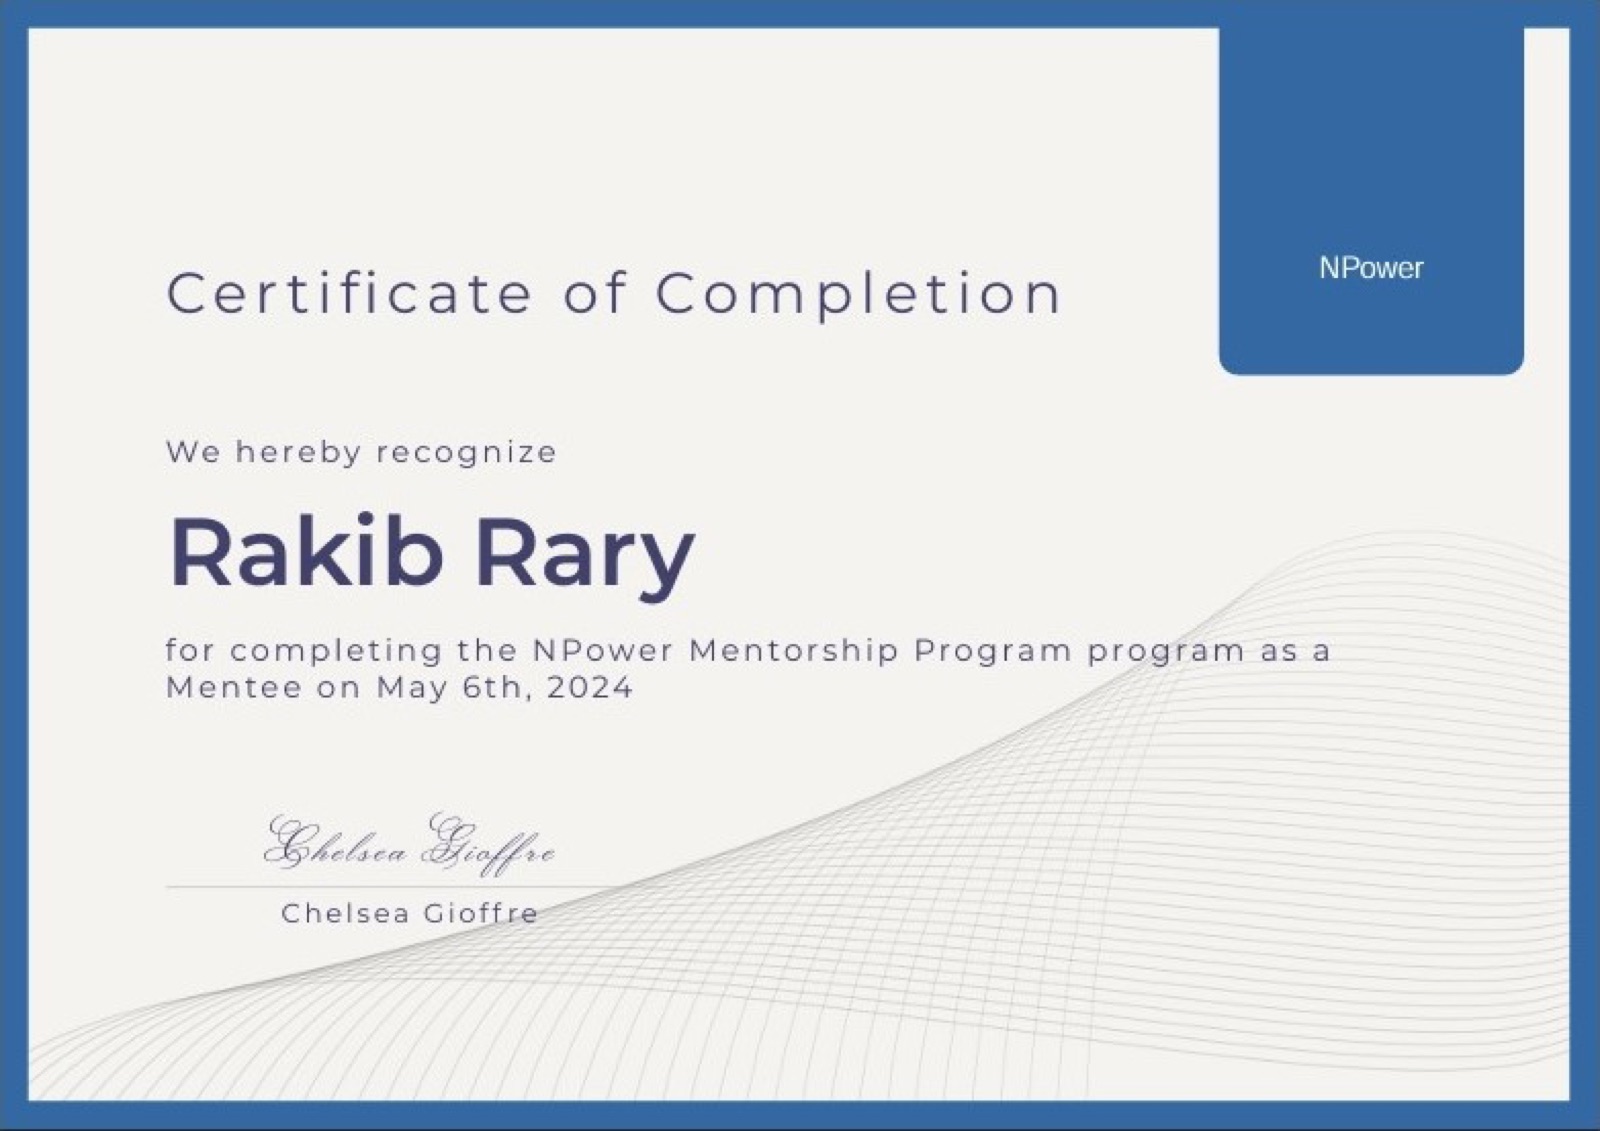 NPower
Certificate of Completion
We hereby recognize
Rakib Rary
for completing the NPower Mentorship Program program as a
Mentee on May 6th, 2024
Chelsea Gioffre
Chelsea Gioffre